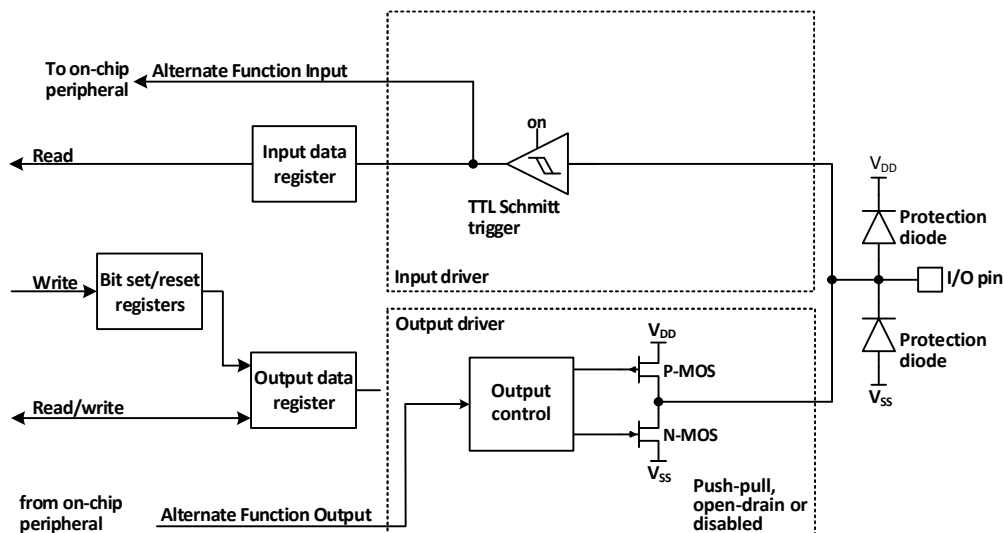 To on-chip
peripheral
Alternate Function Input
on
Read
Input data
register
TTL Schmitt
trigger
V_DD
Protection
diode
Input driver
I/O pin
Write
Bit set/reset
registers
Output driver
V_DD
P-MOS
Protection
diode
Output data
register
Output
control
Read/write
N-MOS
V_SS
V_SS
from on-chip
peripheral
Alternate Function Output
Push-pull,
open-drain or
disabled